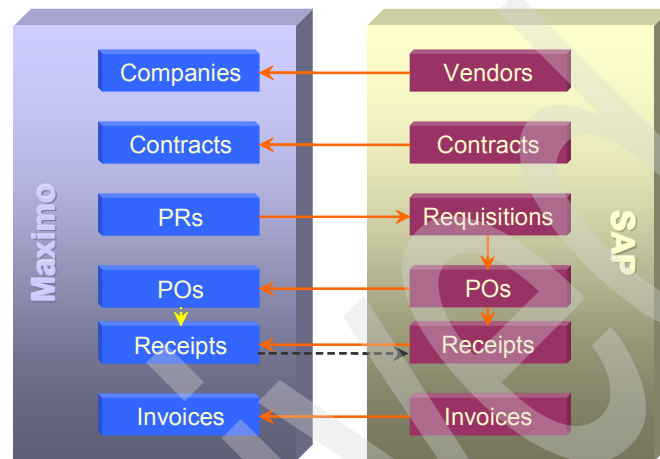 Companies
Vendors
Contracts
Contracts
PRs
Requisitions
POs
POs
Receipts
Receipts
Invoices
Invoices
Maximo
SAP